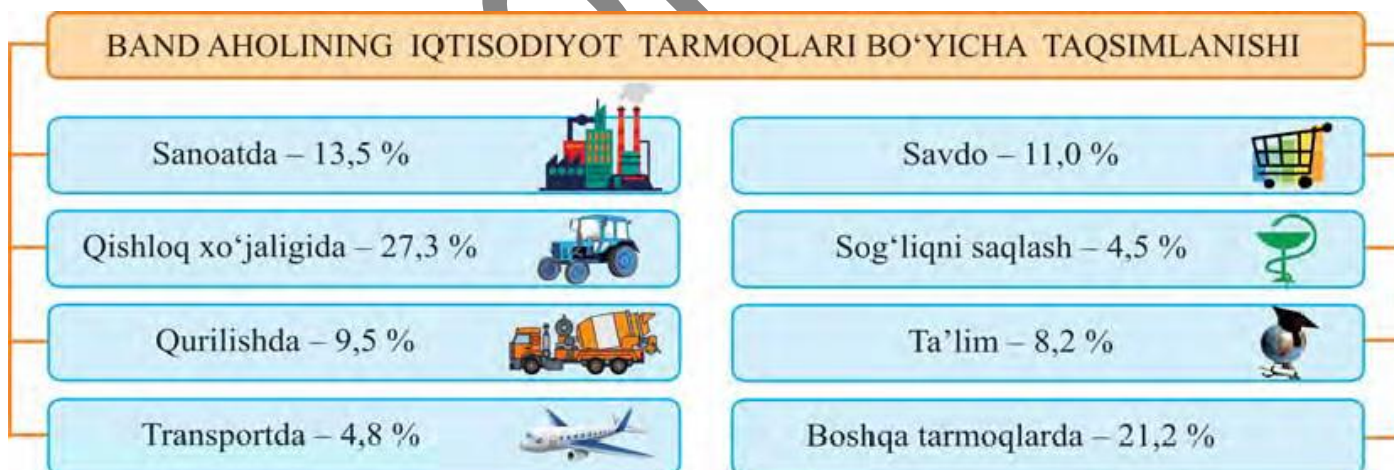 BAND AHOLINING IQTISODIYOT TARMOQLARI BO‘YICHA TAQSIMLANISHI
Sanoatda – 13,5 %
Qishloq xo‘jaligida – 27,3 %
Qurilishda – 9,5 %
Transportda – 4,8 %
Savdo – 11,0 %
Sog‘liqni saqlash – 4,5 %
Ta’lim – 8,2 %
Boshqa tarmoqlarda – 21,2 %